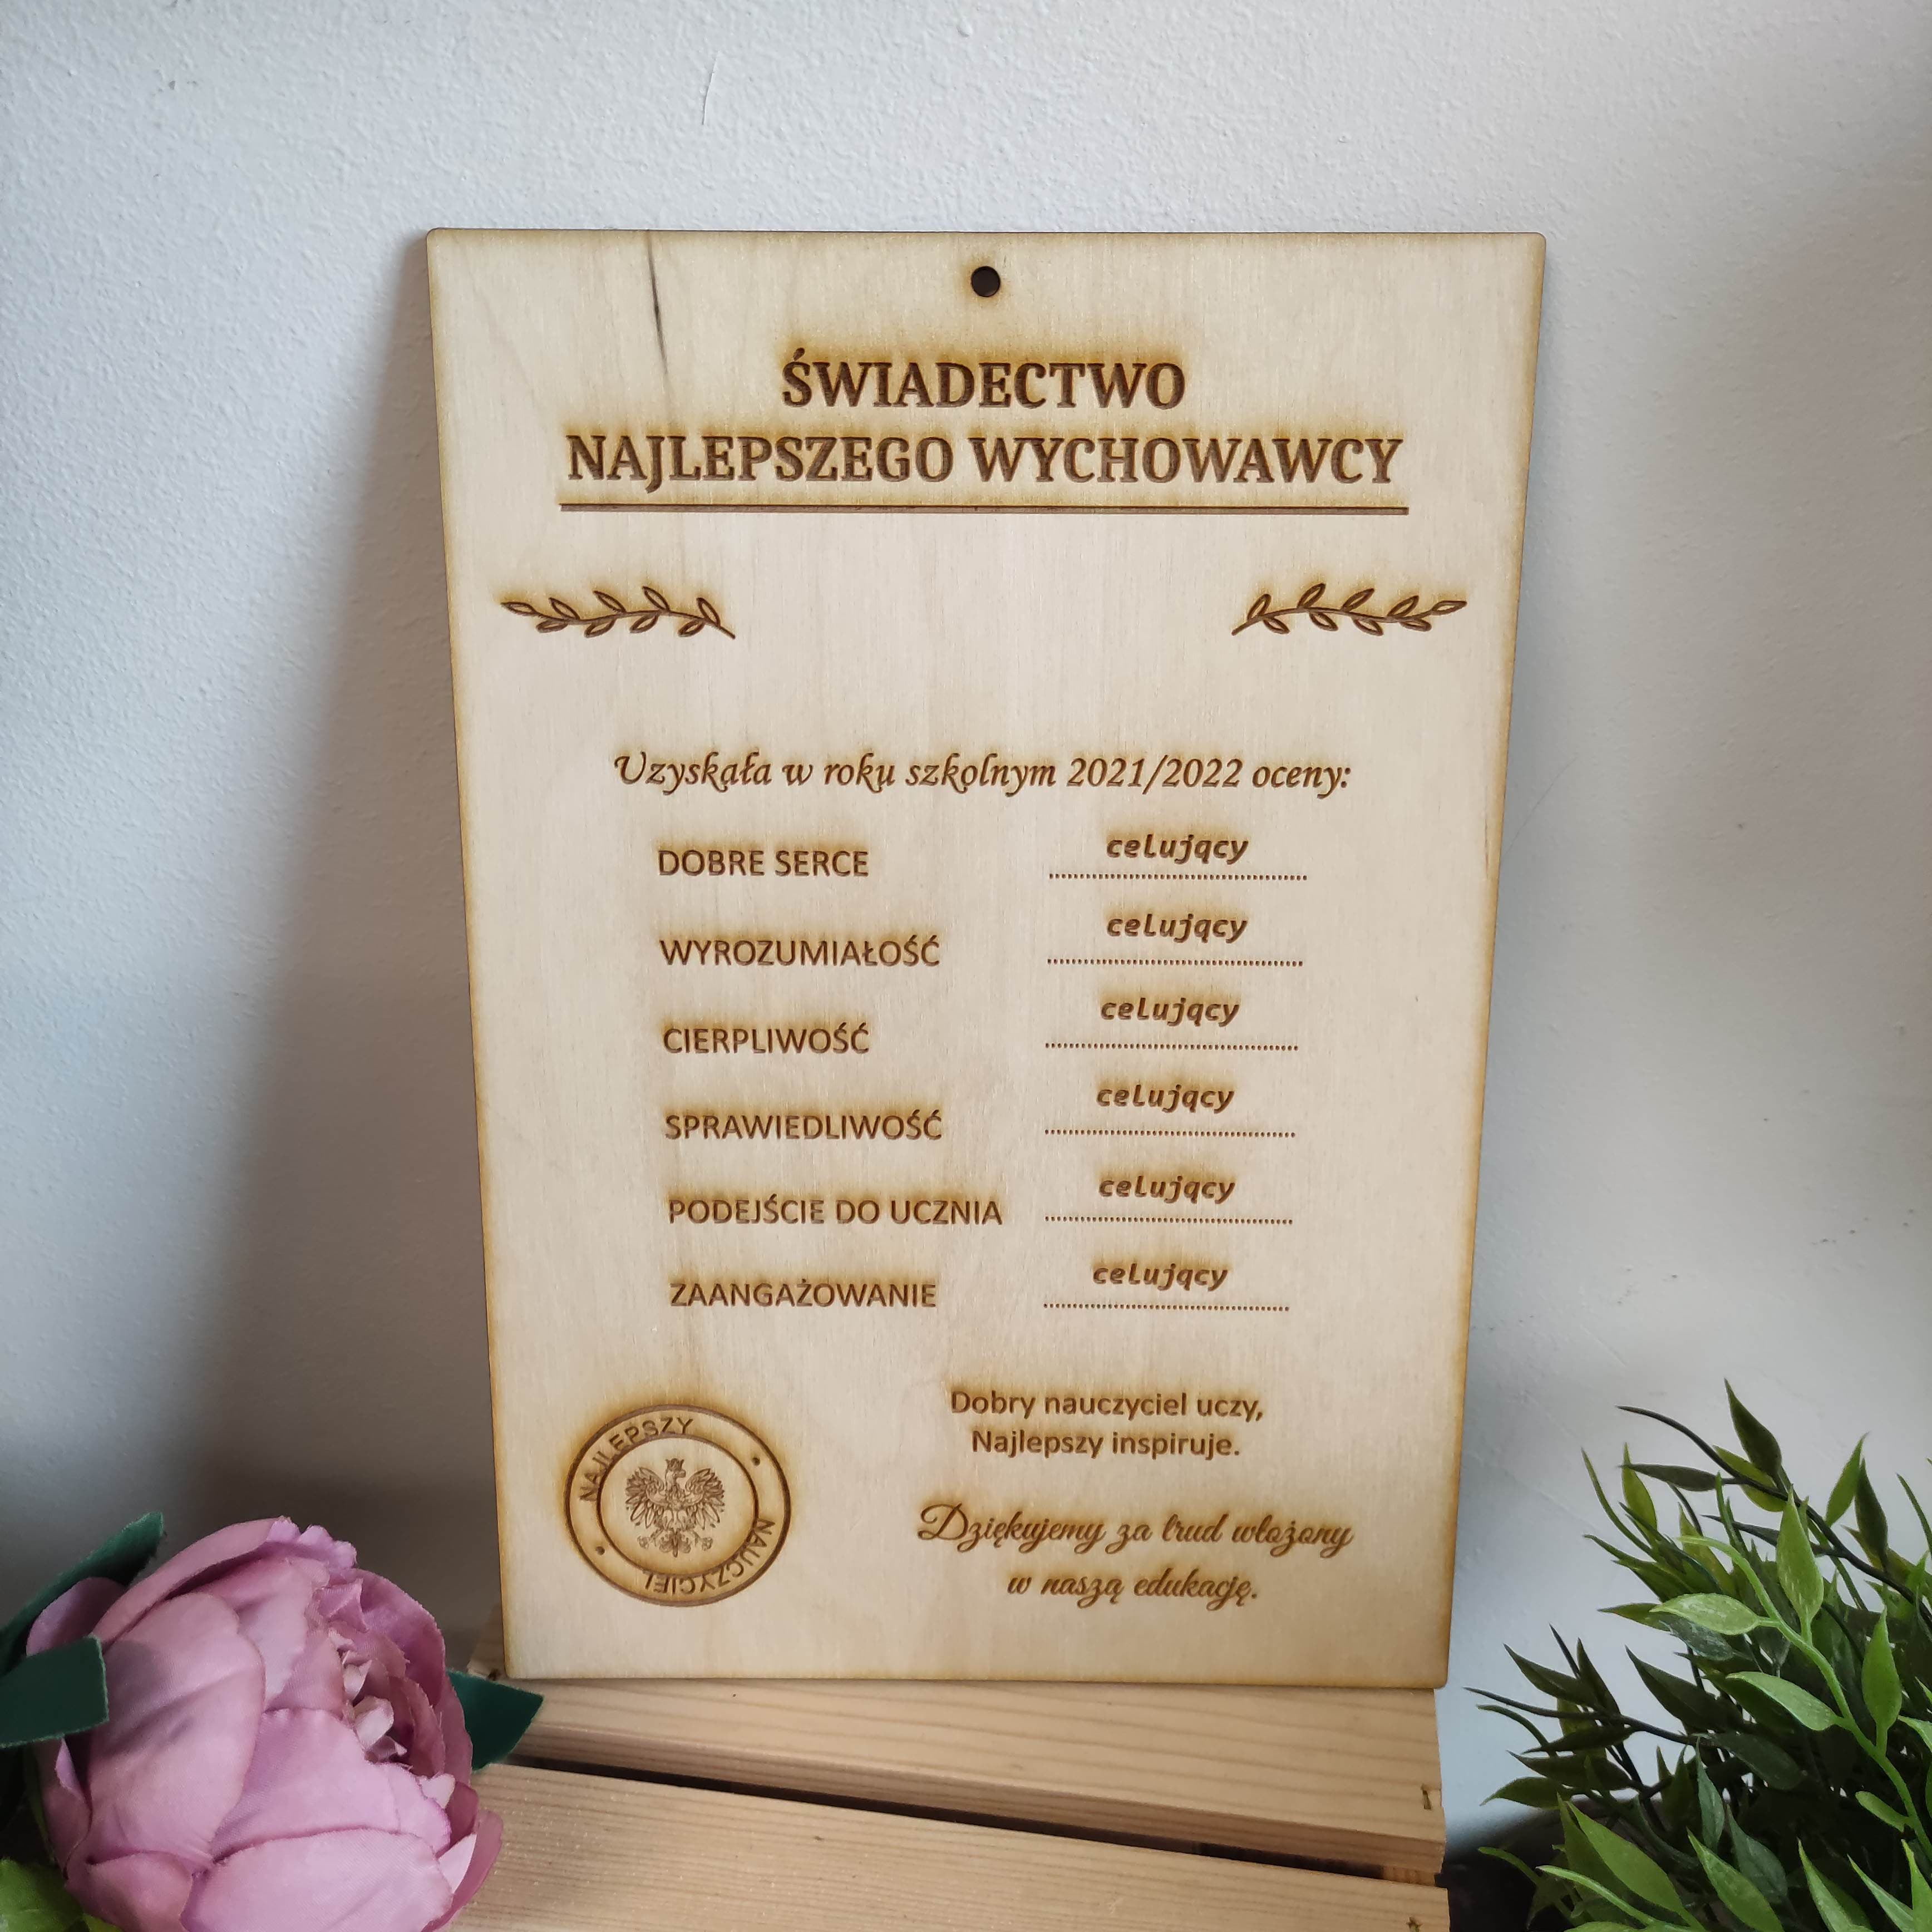 ŚWIADECTWO
NAJLEPSZEGO WYCHOWAWCY
Uzyskała w roku szkolnym 2021/2022 oceny:
DOBRE SERCE celujący
WYROZUMIAŁOŚĆ celujący
CIERPLIWOŚĆ celujący
SPRAWIEDLIWOŚĆ celujący
PODEJŚCIE DO UCZNIA celujący
ZAANGAŻOWANIE celujący
Dobry nauczyciel uczy,
Najlepszy inspiruje.
NAJLEPSZY
NAUCZYCIEL
Dziękujemy za trud włożony
w naszą edukację.